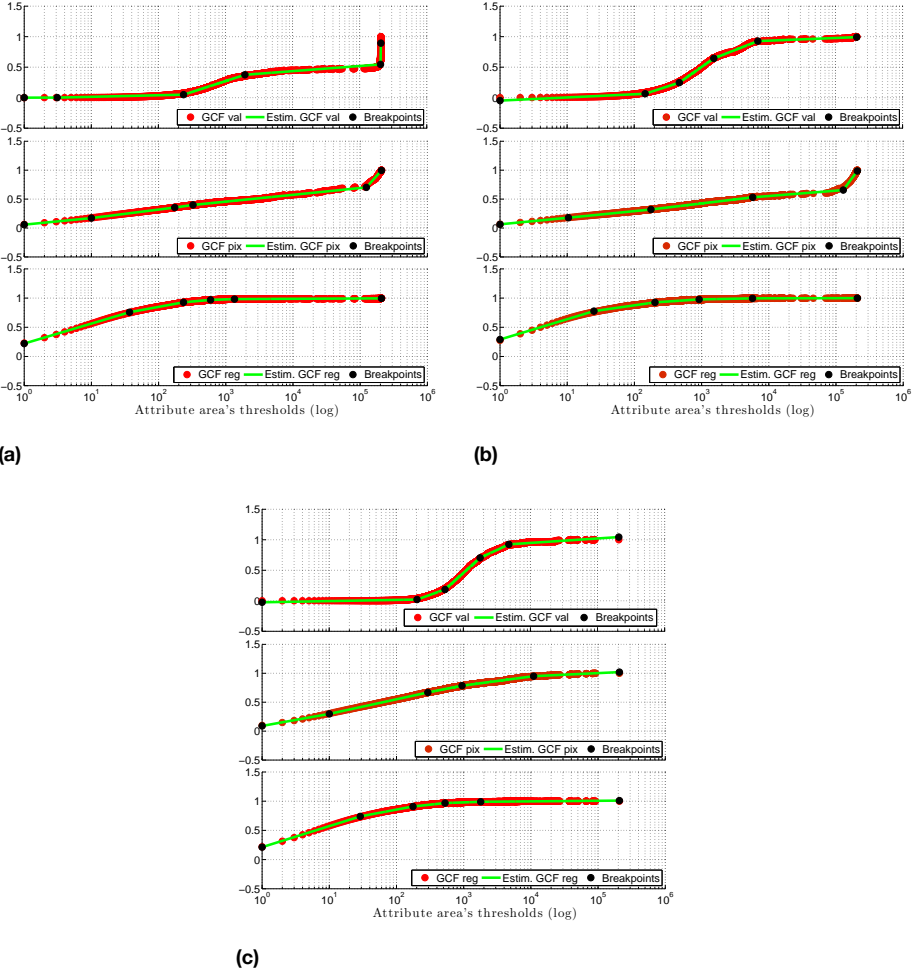 1.5
1
0.5
0
−0.5
GCF val Estim. GCF val Breakpoints
1.5
1
0.5
0
−0.5
GCF pix Estim. GCF pix Breakpoints
1.5
1
0.5
0
−0.5
GCF reg Estim. GCF reg Breakpoints
10^0 10^1 10^2 10^3 10^4 10^5 10^6
Attribute area's thresholds (log)
(a)
1.5
1
0.5
0
−0.5
GCF val Estim. GCF val Breakpoints
1.5
1
0.5
0
−0.5
GCF pix Estim. GCF pix Breakpoints
1.5
1
0.5
0
−0.5
GCF reg Estim. GCF reg Breakpoints
10^0 10^1 10^2 10^3 10^4 10^5 10^6
Attribute area's thresholds (log)
(b)
1.5
1
0.5
0
−0.5
GCF val Estim. GCF val Breakpoints
1.5
1
0.5
0
−0.5
GCF pix Estim. GCF pix Breakpoints
1.5
1
0.5
0
−0.5
GCF reg Estim. GCF reg Breakpoints
10^0 10^1 10^2 10^3 10^4 10^5 10^6
Attribute area's thresholds (log)
(c)